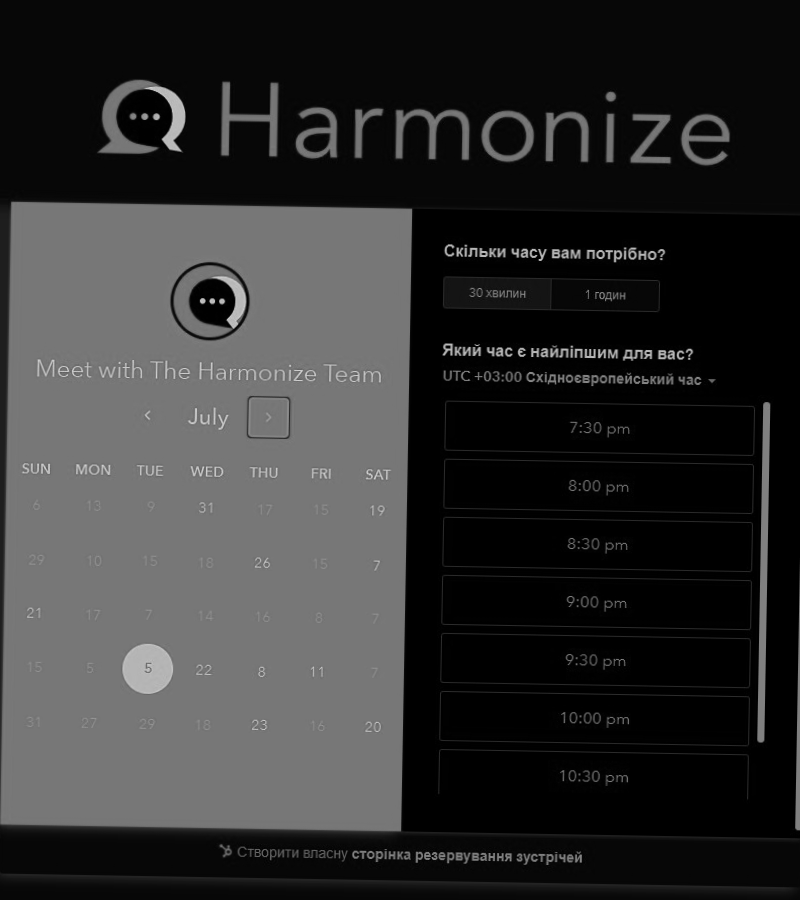 Harmonize
Meet with The Harmonize Team
July
SUN MON TUE WED THU FRI SAT
6 13 9 31 17 15 19
29 10 15 18 26 15 7
21 17 7 14 16 8 7
15 5 5 22 8 11 7
31 27 29 18 23 16 20
Скільки часу вам потрібно?
30 хвилин 1 годин
Який час є найліпшим для вас?
UTC +03:00 Східноєвропейський час
7:30 pm
8:00 pm
8:30 pm
9:00 pm
9:30 pm
10:00 pm
10:30 pm
Створити власну сторінка резервування зустрічей